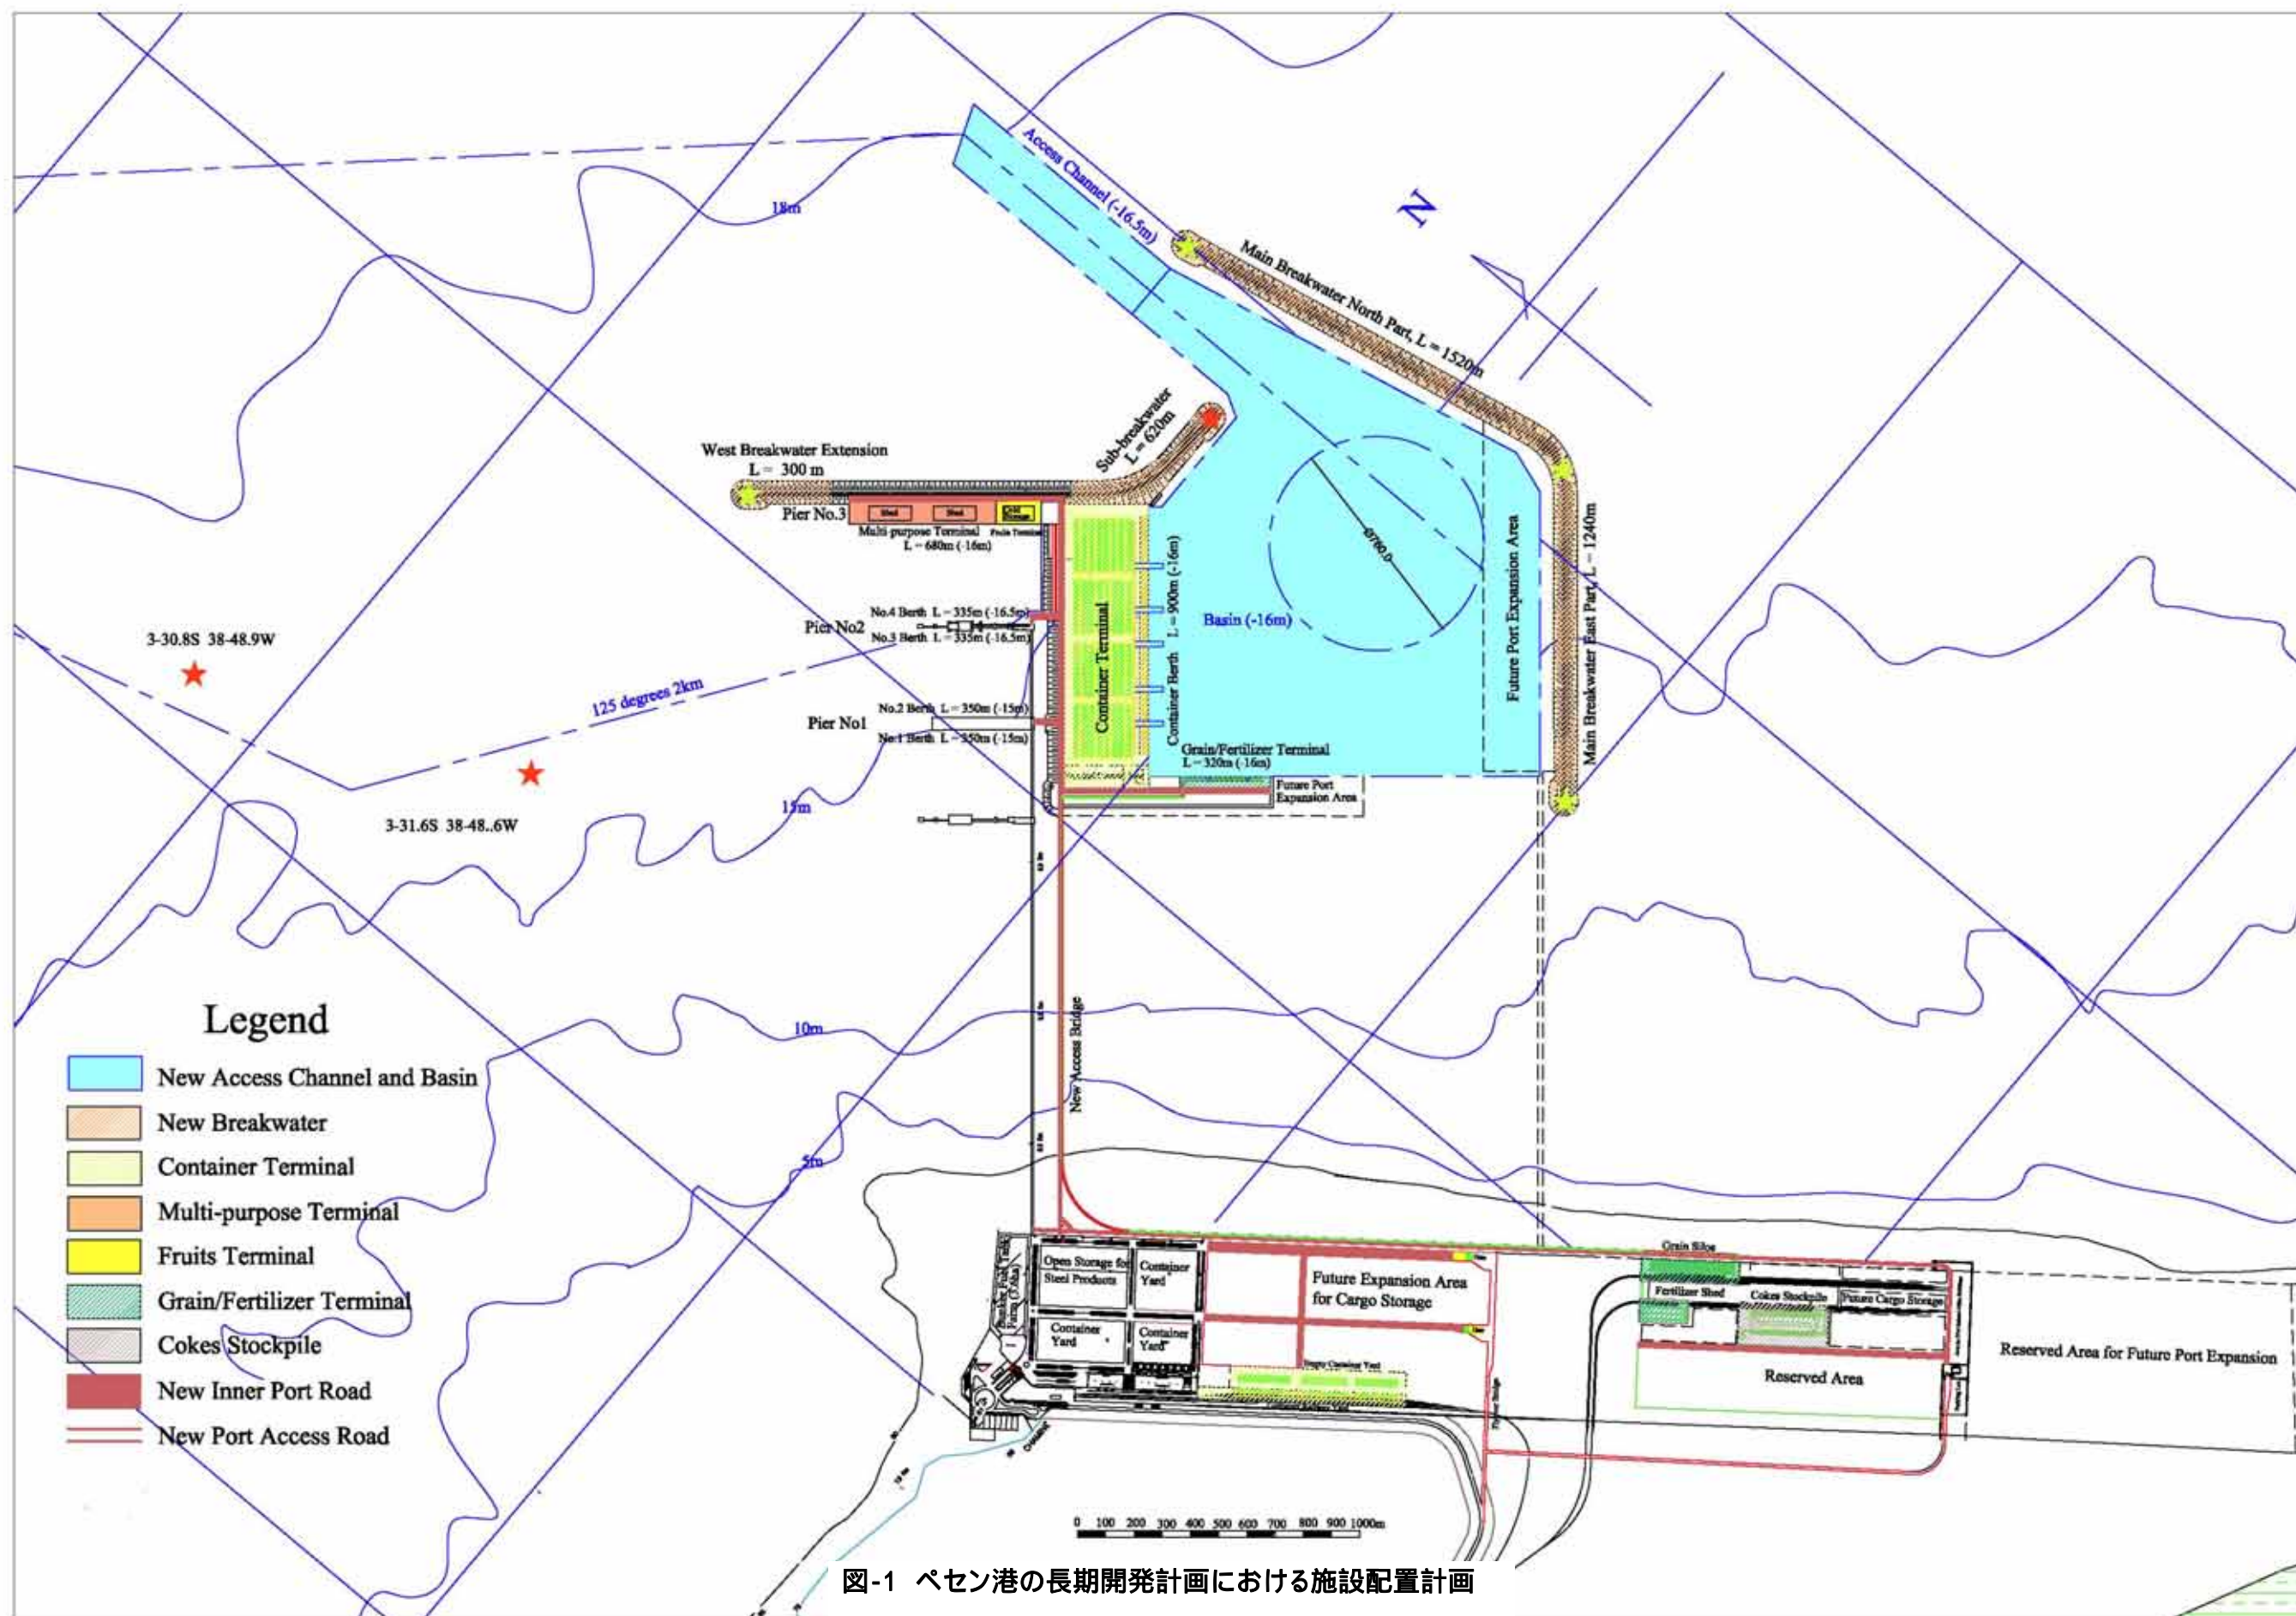 Access Channel (-16.5m)
N
18m
Main Breakwater North Part, L = 1520m
Sub-breakwater
L = 620m
West Breakwater Extension
L = 300 m
Pier No.3
Shed
Shed
Multi-purpose Terminal
Fruits Terminal
L = 680m (-16m)
No.4 Berth L = 335m (-16.5m)
Pier No2
No.3 Berth L = 335m (-16.5m)
3-30.8S 38-48.9W
125 degrees 2km
No.2 Berth L = 350m (-15m)
Pier No1
No.1 Berth L = 350m (-15m)
Container Terminal
Container Berth L = 900m (-16m)
Basin (-16m)
Ø760.0
Future Port Expansion Area
Main Breakwater East Part, L = 1240m
Grain/Fertilizer Terminal
L = 320m (-16m)
Future Port
Expansion Area
15m
3-31.6S 38-48..6W
New Access Bridge
10m
5m
Legend
New Access Channel and Basin
New Breakwater
Container Terminal
Multi-purpose Terminal
Fruits Terminal
Grain/Fertilizer Terminal
Cokes Stockpile
New Inner Port Road
New Port Access Road
Open Storage for
Steel Products
Container
Yard
Container
Yard
Container
Yard
Future Expansion Area
for Cargo Storage
Empty Container Yard
Grain Silos
Fertilizer Shed
Cokes Stockpile
Future Cargo Storage
Reserved Area
Reserved Area for Future Port Expansion
0 100 200 300 400 500 600 700 800 900 1000m
図-1 ペセン港の長期開発計画における施設配置計画